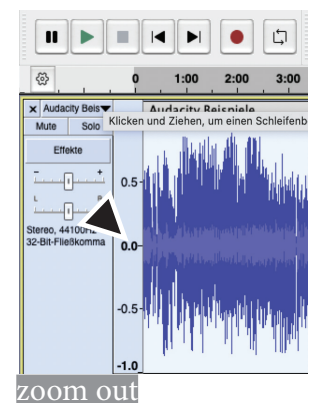 0 1:00 2:00 3:00
× Audacity Beis Audacity Beispiele
Klicken und Ziehen, um einen Schleifenb
Mute Solo
Effekte
- +
L R
Stereo, 44100Hz
32-Bit-Fließkomma
0.5
0.0
-0.5
-1.0
zoom out